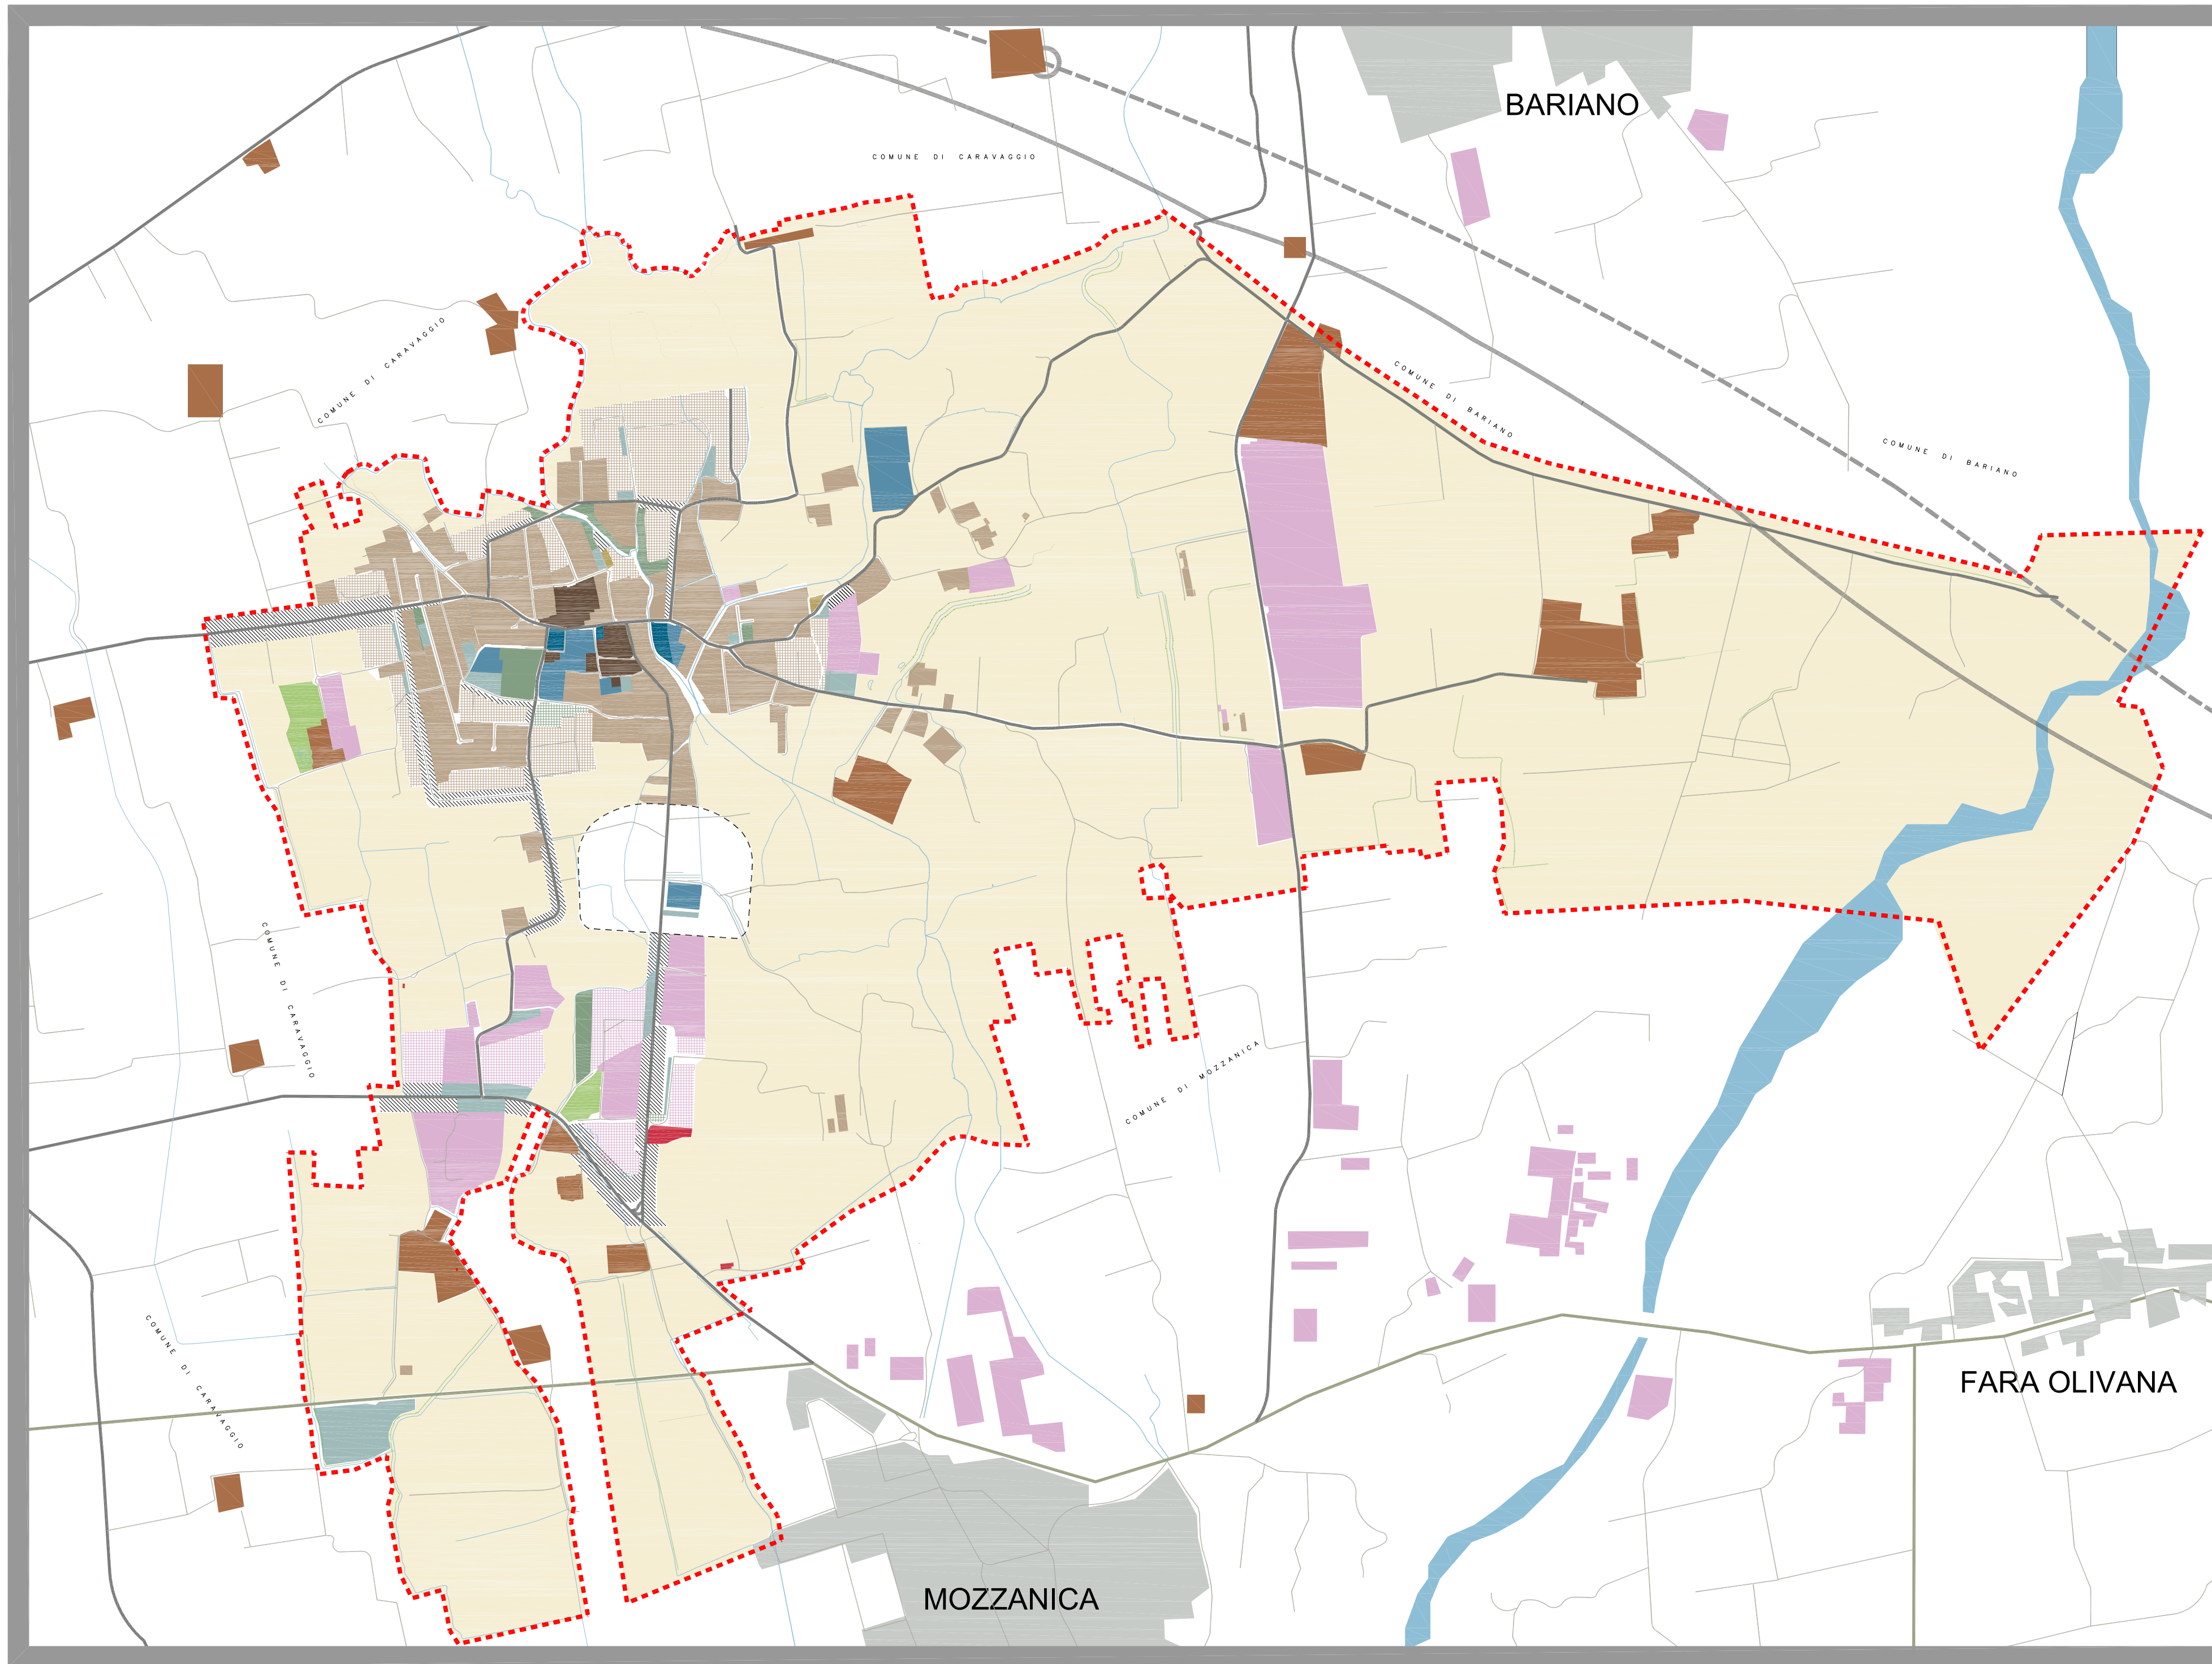 BARIANO
COMUNE DI CARAVAGGIO
COMUNE DI CARAVAGGIO
COMUNE DI BARIANO
COMUNE DI BARIANO
COMUNE DI CARAVAGGIO
COMUNE DI MOZZANICA
COMUNE DI CARAVAGGIO
FARA OLIVANA
MOZZANICA